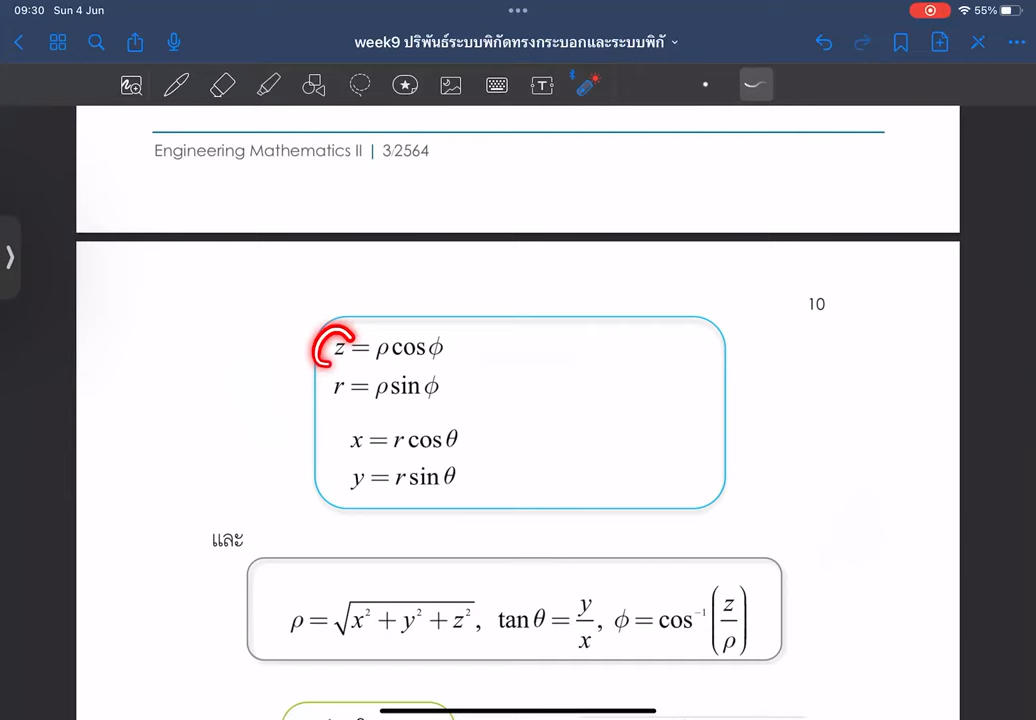 09:30 Sun 4 Jun
55%
week9 ปริพันธ์ระบบพิกัดทรงกระบอกและระบบพิกั
Engineering Mathematics II | 3/2564
10
z = ρ cos ϕ
r = ρ sin ϕ
x = r cos θ
y = r sin θ
และ
ρ = √(x² + y² + z²), tan θ = y/x, ϕ = cos⁻¹(z/ρ)